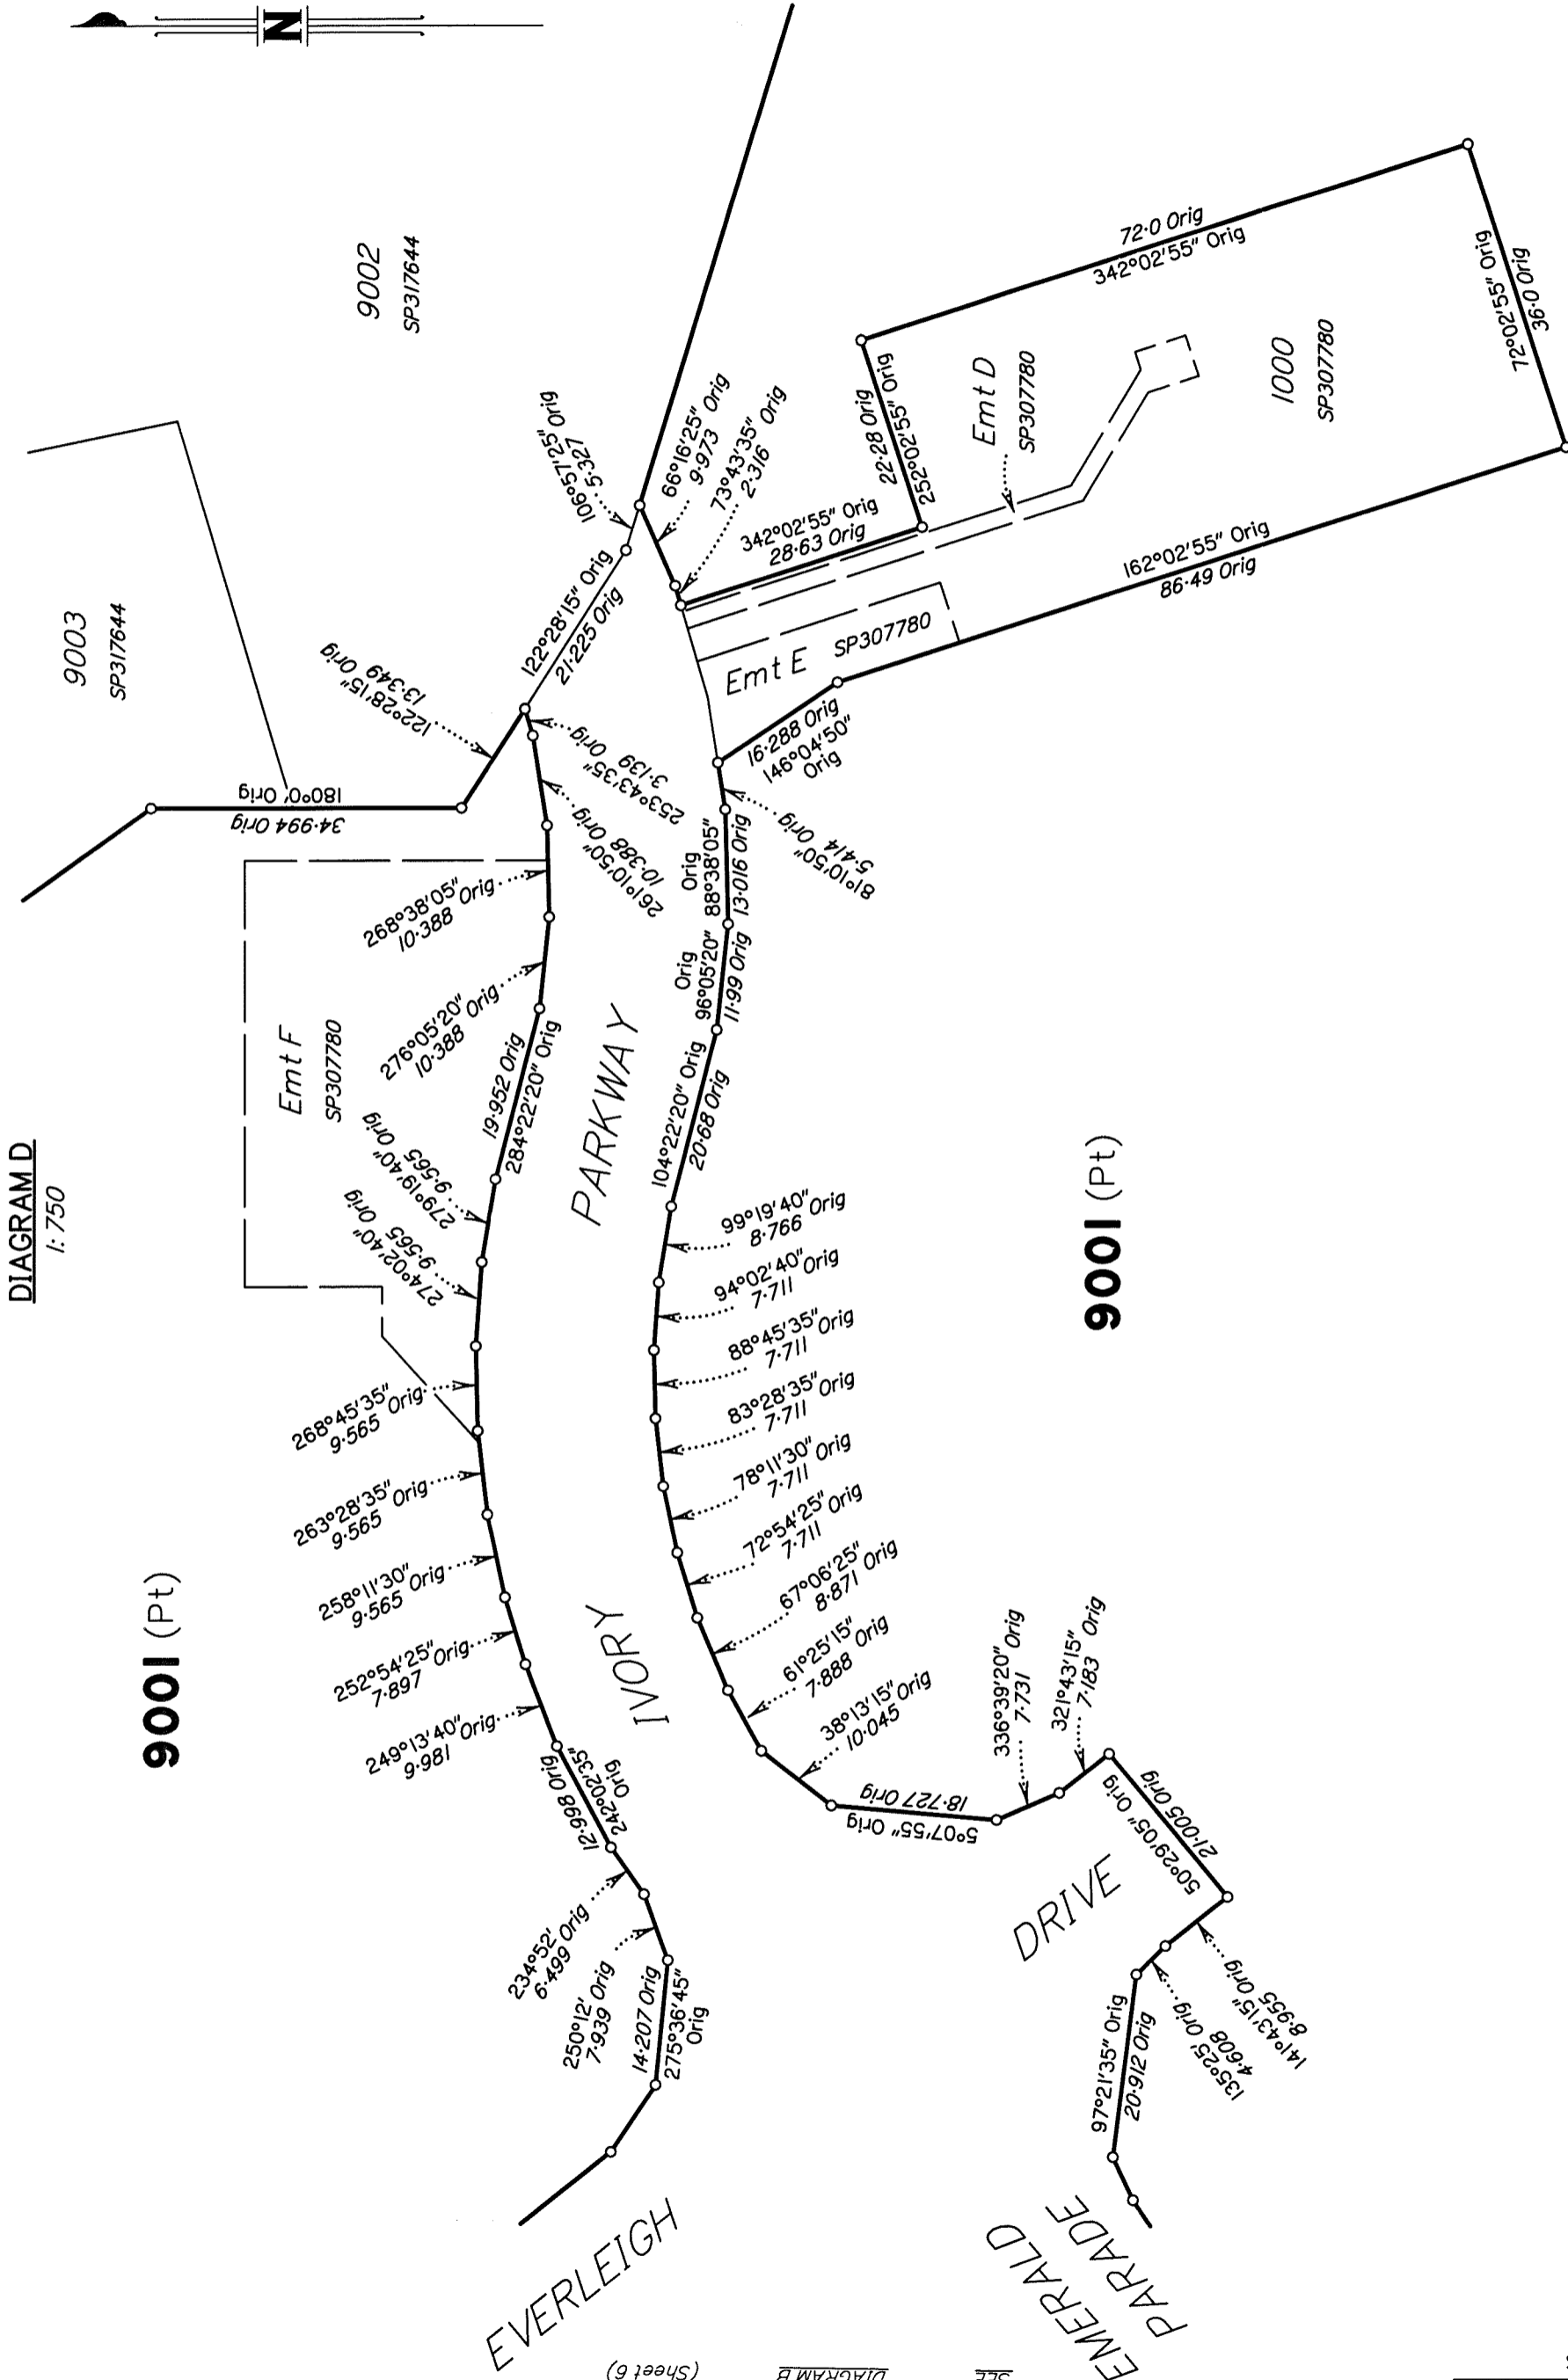 DIAGRAM D
1:750
N
9001 (Pt)
9003
SP317644
9002
SP317644
34·994 Orig
180°0' Orig
122°28'15"
13·349 Orig
122°28'15" Orig
21·225 Orig
106°57'25" Orig
5·327
66°16'25" Orig
9·973
73°43'35" Orig
2·316
253°43'35" Orig
3·139
261°10'50"
10·388 Orig
268°38'05"
10·388 Orig
276°05'20"
10·388 Orig
19·952 Orig
284°22'20" Orig
279°19'40" Orig
9·565
274°02'40" Orig
9·565
268°45'35"
9·565 Orig
263°28'35"
9·565 Orig
258°11'30"
9·565 Orig
252°54'25"
7·897 Orig
249°13'40"
9·981 Orig
12·998 Orig
242°02'35"
Orig
234°52'
6·499 Orig
250°12' Orig
7·939
14·207 Orig
275°36'45"
Orig
Emt F
SP307780
IVORY
PARKWAY
342°02'55" Orig
28·63 Orig
22·28 Orig
252°02'55" Orig
72·0 Orig
342°02'55" Orig
72°02'55" Orig
36·0 Orig
162°02'55" Orig
86·49 Orig
Emt D
SP307780
1000
SP307780
Emt E SP307780
16·288 Orig
146°04'50"
Orig
81°10'50" Orig
5·414
Orig
88°38'05"
13·016 Orig
Orig
96°05'20"
11·99 Orig
104°22'20" Orig
20·68 Orig
99°19'40" Orig
8·766
94°02'40" Orig
7·711
88°45'35" Orig
7·711
83°28'35" Orig
7·711
78°11'30" Orig
7·711
72°54'25" Orig
7·711
67°06'25" Orig
8·871
61°25'15" Orig
7·888
38°13'15" Orig
10·045
5°07'55" Orig
18·727 Orig
336°39'20" Orig
7·731
321°43'15" Orig
7·183
50°29'05" Orig
21·005 Orig
141°43'15" Orig
8·955
135°25' Orig
4·608
97°21'35" Orig
20·912 Orig
9001 (Pt)
EVERLEIGH
DRIVE
EMERALD
PARADE
SEE
DIAGRAM B
(Sheet 6)